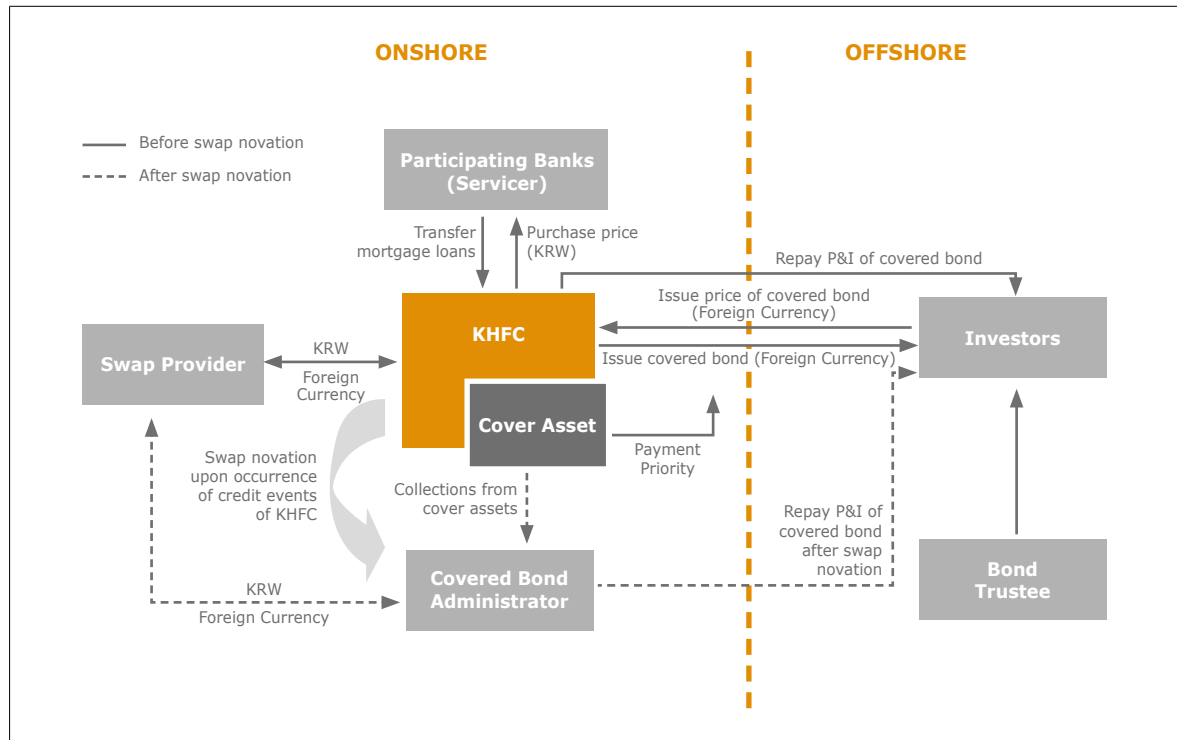 ONSHORE
OFFSHORE
Before swap novation
After swap novation
Participating Banks
(Servicer)
Transfer
mortgage loans
Purchase price
(KRW)
Repay P&I of covered bond
Issue price of covered bond
(Foreign Currency)
KHFC
Investors
Issue covered bond (Foreign Currency)
Swap Provider
KRW
Foreign
Currency
Cover Asset
Payment
Priority
Swap novation
upon occurrence
of credit events
of KHFC
Collections from
cover assets
Repay P&I of
covered bond
after swap
novation
Covered Bond
Administrator
Bond
Trustee
KRW
Foreign Currency